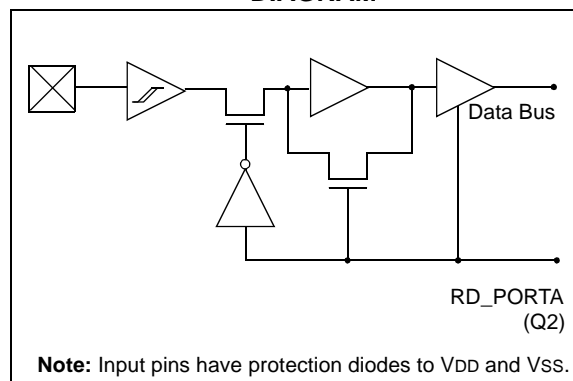 DIAGRAM
Data Bus
RD_PORTA
(Q2)
Note: Input pins have protection diodes to VDD and VSS.